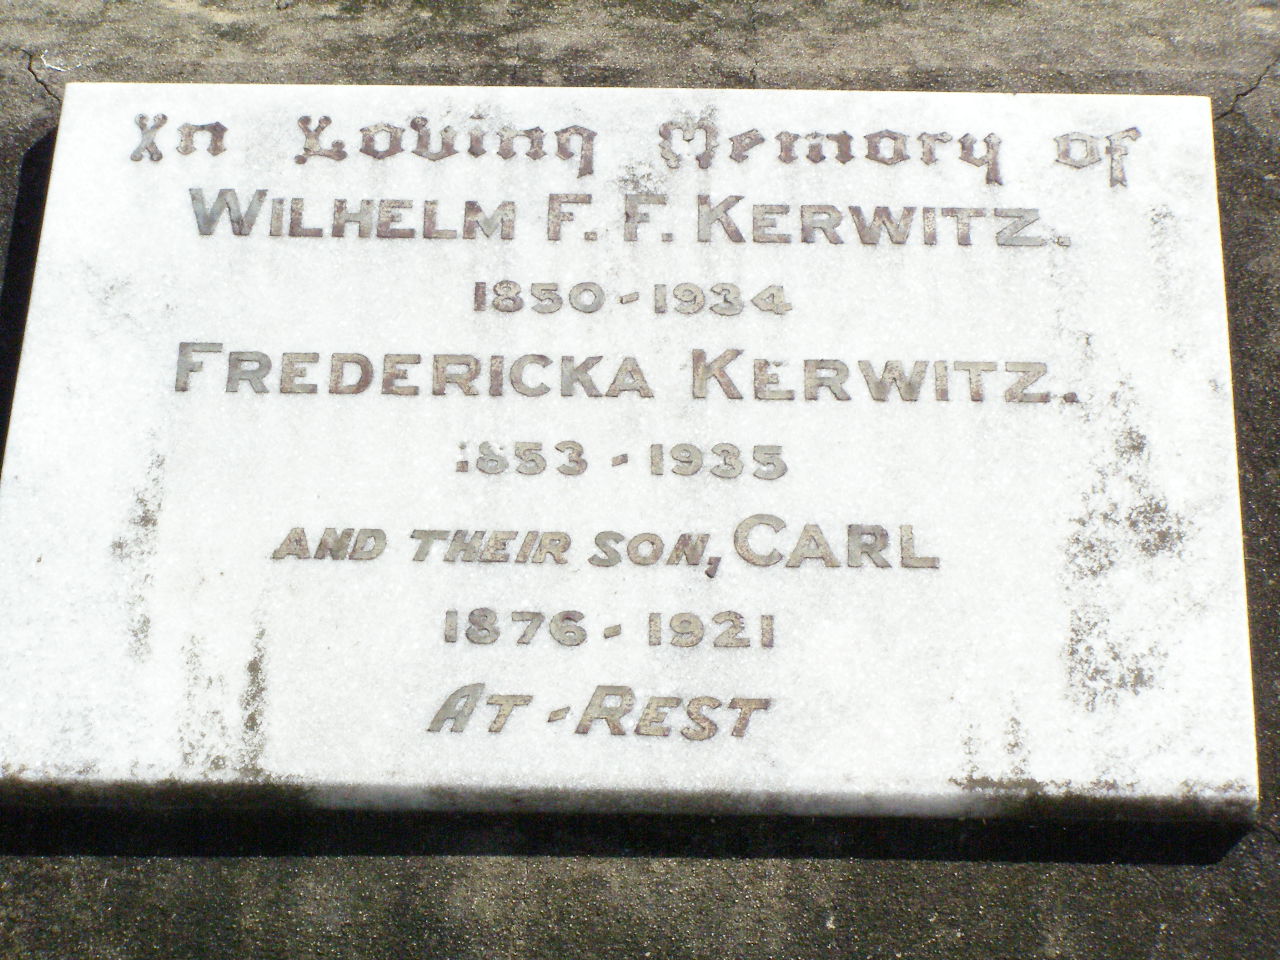 In Loving Memory of
WILHELM F. F. KERWITZ.
1850 - 1934
FREDERICKA KERWITZ.
1853 - 1935
AND THEIR SON, CARL
1876 - 1921
AT - REST